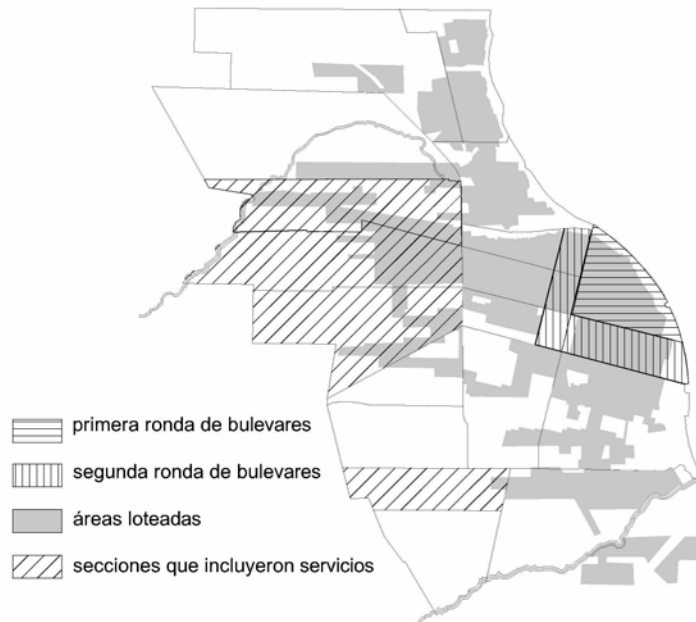 primera ronda de bulevares
segunda ronda de bulevares
áreas loteadas
secciones que incluyeron servicios